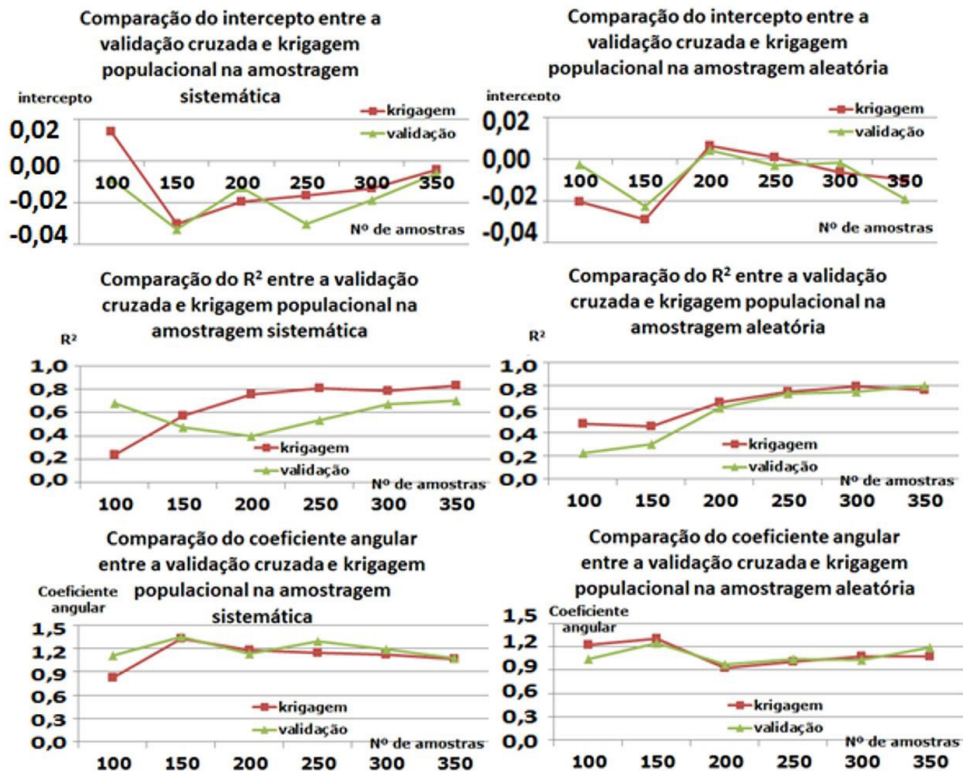 Comparação do intercepto entre a
validação cruzada e krigagem
populacional na amostragem
sistemática
intercepto
krigagem
validação
0,02
0,00
-0,02
-0,04
100 150 200 250 300 350
Nº de amostras
Comparação do intercepto entre a
validação cruzada e krigagem
populacional na amostragem aleatória
intercepto
krigagem
validação
0,02
0,00
-0,02
-0,04
100 150 200 250 300 350
Nº de amostras
Comparação do R² entre a validação
cruzada e krigagem populacional na
amostragem sistemática
R²
1,0
0,8
0,6
0,4
0,2
0,0
krigagem
validação
Nº de amostras
100 150 200 250 300 350
Comparação do R² entre a validação
cruzada e krigagem populacional na
amostragem aleatória
R²
1,0
0,8
0,6
0,4
0,2
0,0
krigagem
validação
Nº de amostras
100 150 200 250 300 350
Comparação do coeficiente angular
entre a validação cruzada e krigagem
populacional na amostragem
sistemática
Coeficiente
angular
1,5
1,2
0,9
0,6
0,3
0,0
krigagem
validação
Nº de amostras
100 150 200 250 300 350
Comparação do coeficiente angular
entre a validação cruzada e krigagem
populacional na amostragem aleatória
Coeficiente
angular
1,5
1,2
0,9
0,6
0,3
0,0
krigagem
validação
Nº de amostras
100 150 200 250 300 350